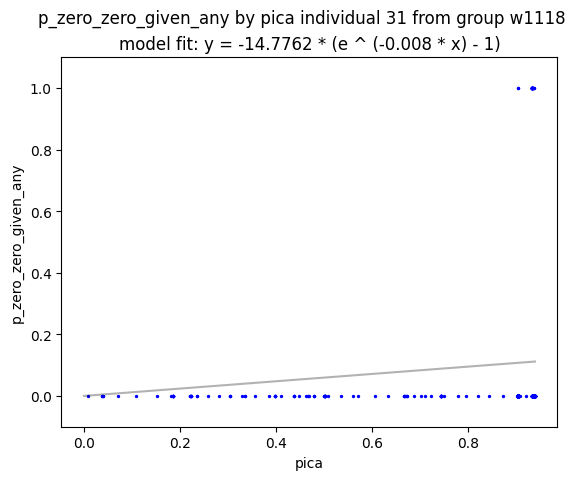 p_zero_zero_given_any by pica individual 31 from group w1118
model fit: y = -14.7762 * (e ^ (-0.008 * x) - 1)
1.0
0.8
0.6
0.4
0.2
0.0
p_zero_zero_given_any
0.0 0.2 0.4 0.6 0.8
pica